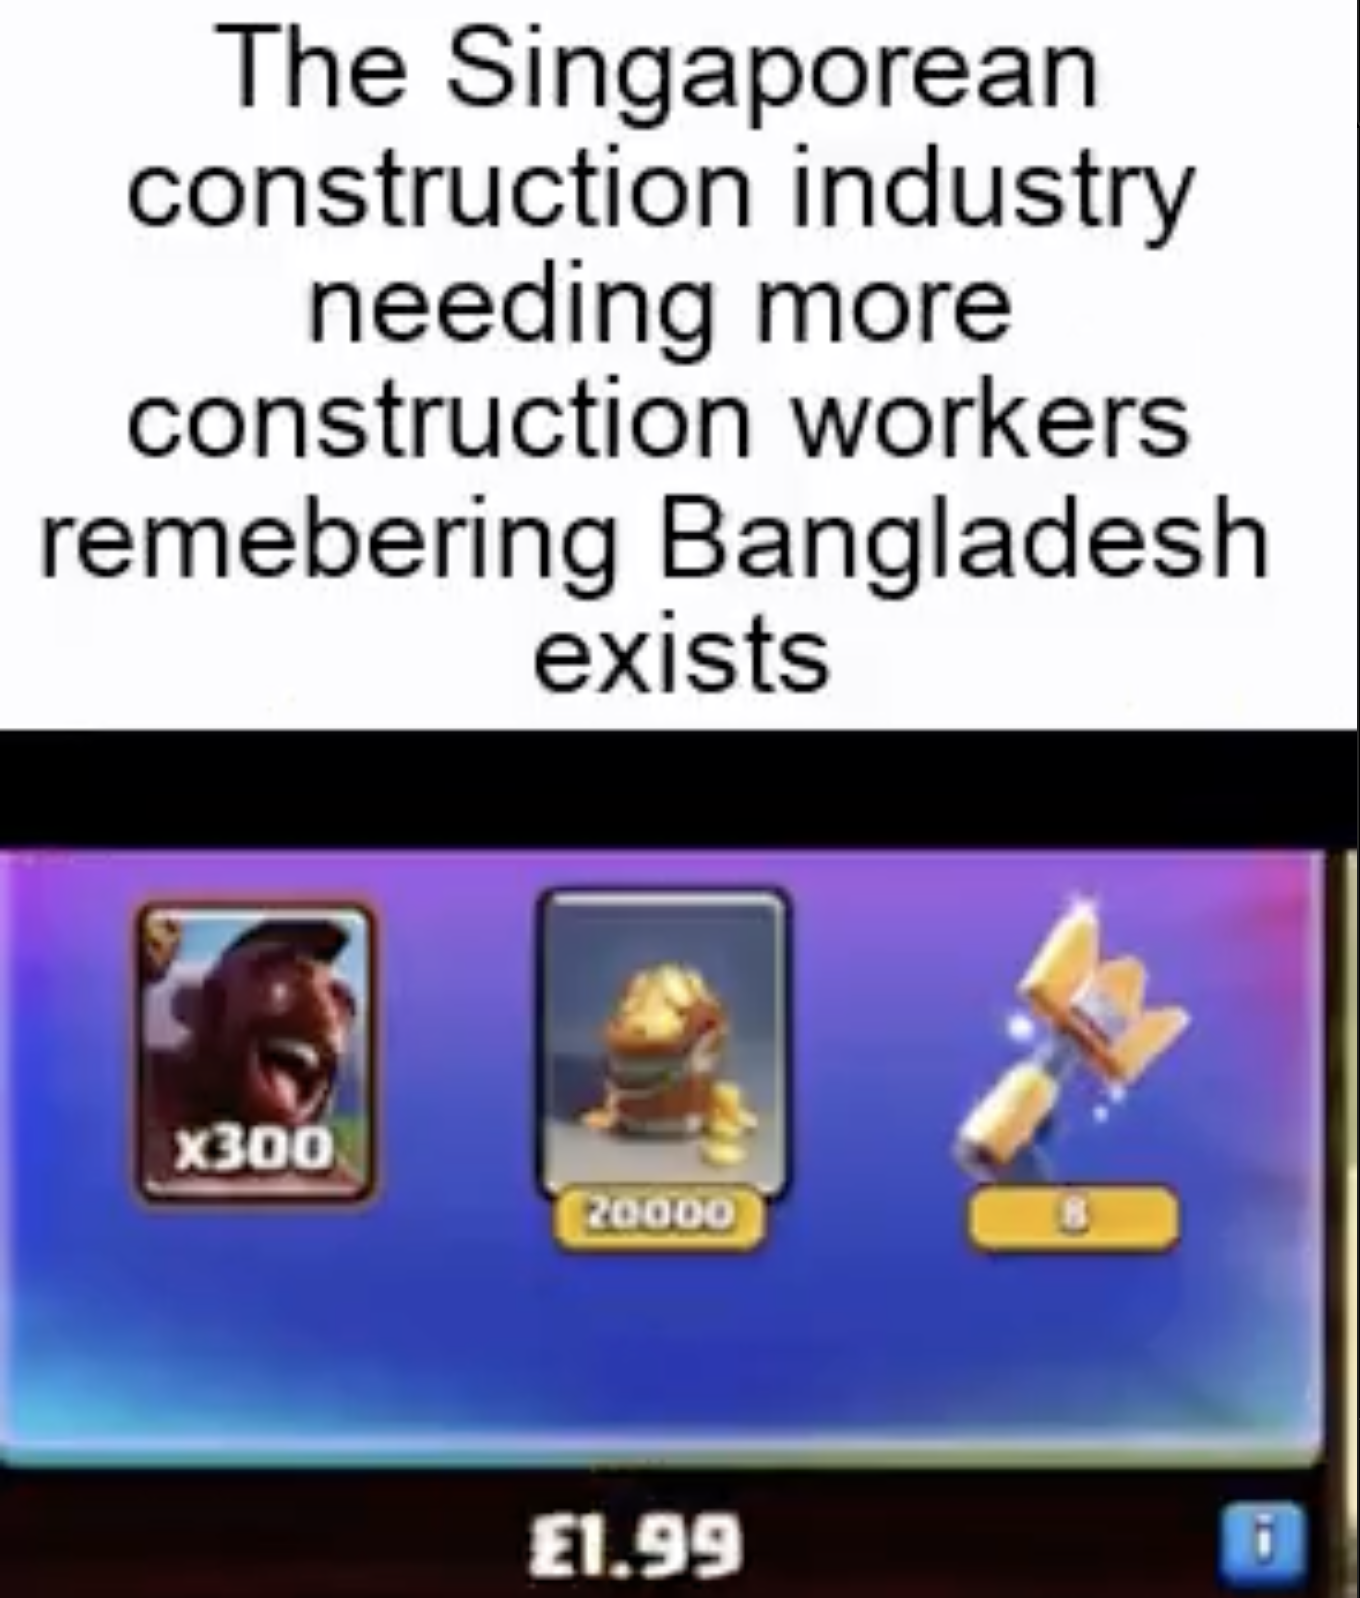 The Singaporean
construction industry
needing more
construction workers
remebering Bangladesh
exists
x300
20000
8
£1.99
i